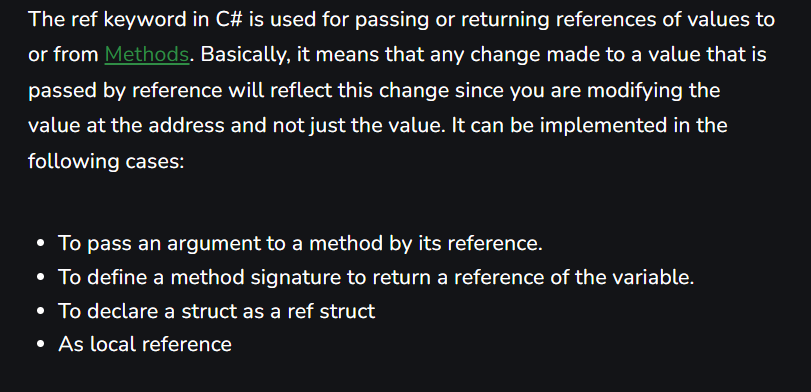 The ref keyword in C# is used for passing or returning references of values to
or from Methods. Basically, it means that any change made to a value that is
passed by reference will reflect this change since you are modifying the
value at the address and not just the value. It can be implemented in the
following cases:
• To pass an argument to a method by its reference.
• To define a method signature to return a reference of the variable.
• To declare a struct as a ref struct
• As local reference